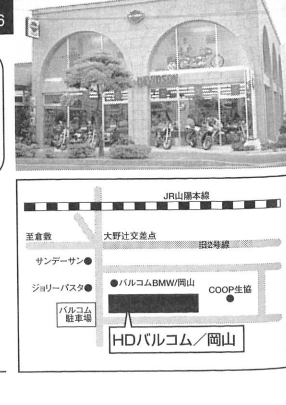 6
JR山陽本線
至倉敷
大野辻交差点
旧2号線
サンデーサン●
ジョリーパスタ●
●バルコムBMW/岡山
COOP生協
●
バルコム
駐車場
HDバルコム/岡山